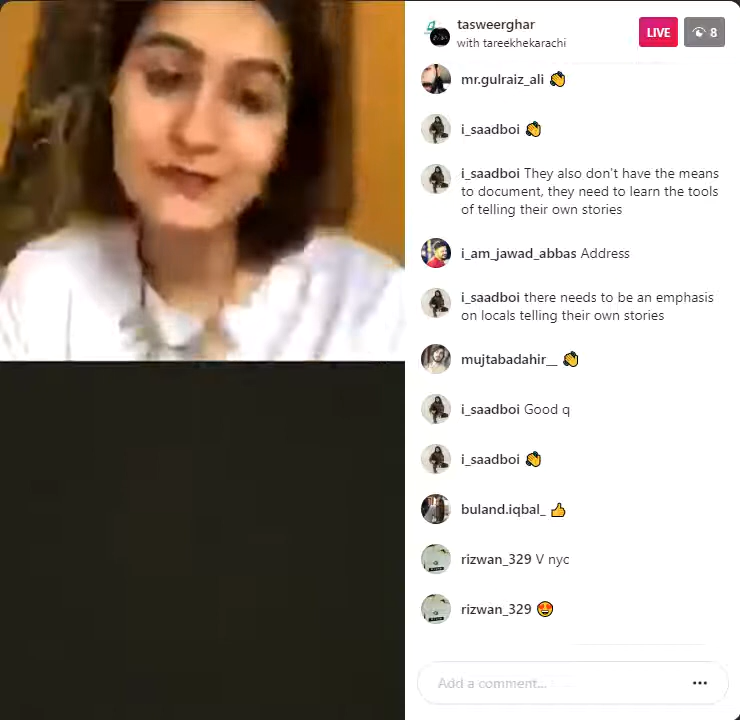 tasweerghar
with tareekhekarachi
LIVE
8
mr.gulraiz_ali 👏
i_saadboi 👏
i_saadboi They also don't have the means
to document, they need to learn the tools
of telling their own stories
i_am_jawad_abbas Address
i_saadboi there needs to be an emphasis
on locals telling their own stories
mujtabadahir__ 👏
i_saadboi Good q
i_saadboi 👏
buland.iqbal_ 👍
rizwan_329 V nyc
rizwan_329 😍
Add a comment...